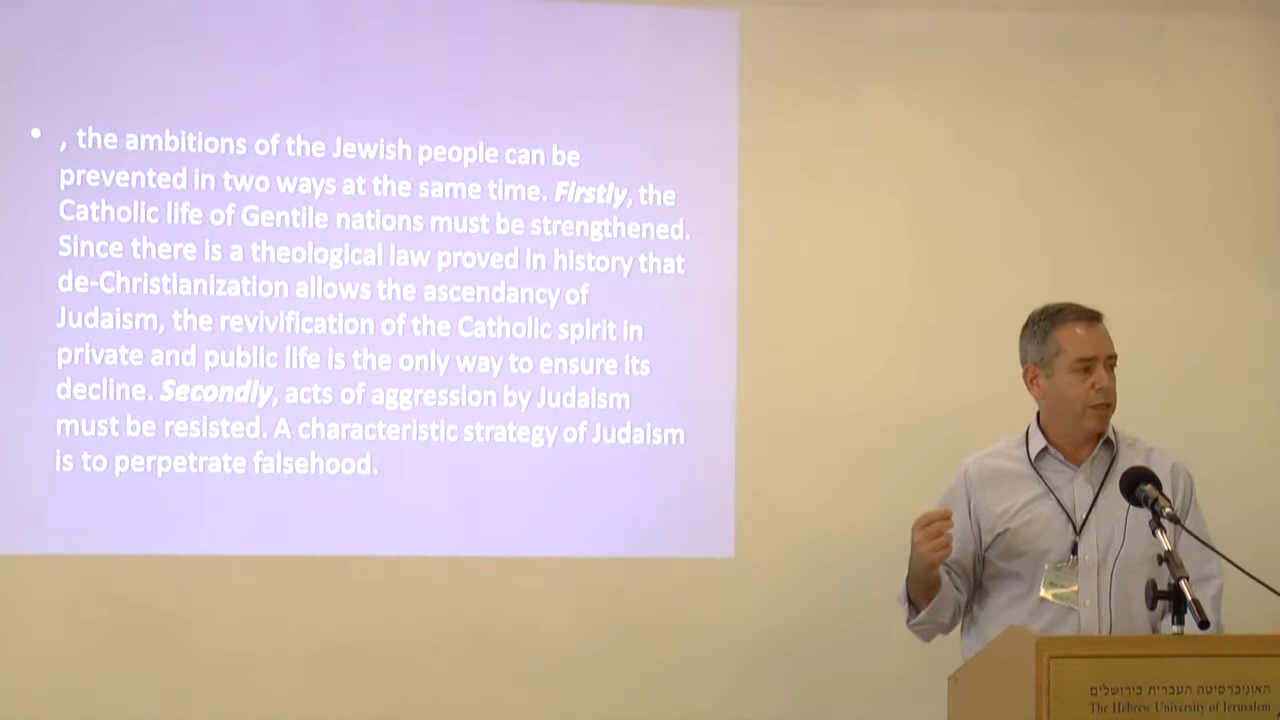 • , the ambitions of the Jewish people can be
prevented in two ways at the same time. Firstly, the
Catholic life of Gentile nations must be strengthened.
Since there is a theological law proved in history that
de-Christianization allows the ascendancy of
Judaism, the revivification of the Catholic spirit in
private and public life is the only way to ensure its
decline. Secondly, acts of aggression by Judaism
must be resisted. A characteristic strategy of Judaism
is to perpetrate falsehood.
האוניברסיטה העברית בירושלים
The Hebrew University of Jerusalem